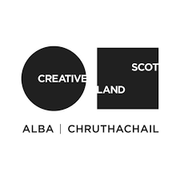 CREATIVE SCOT
LAND
ALBA | CHRUTHACHAIL